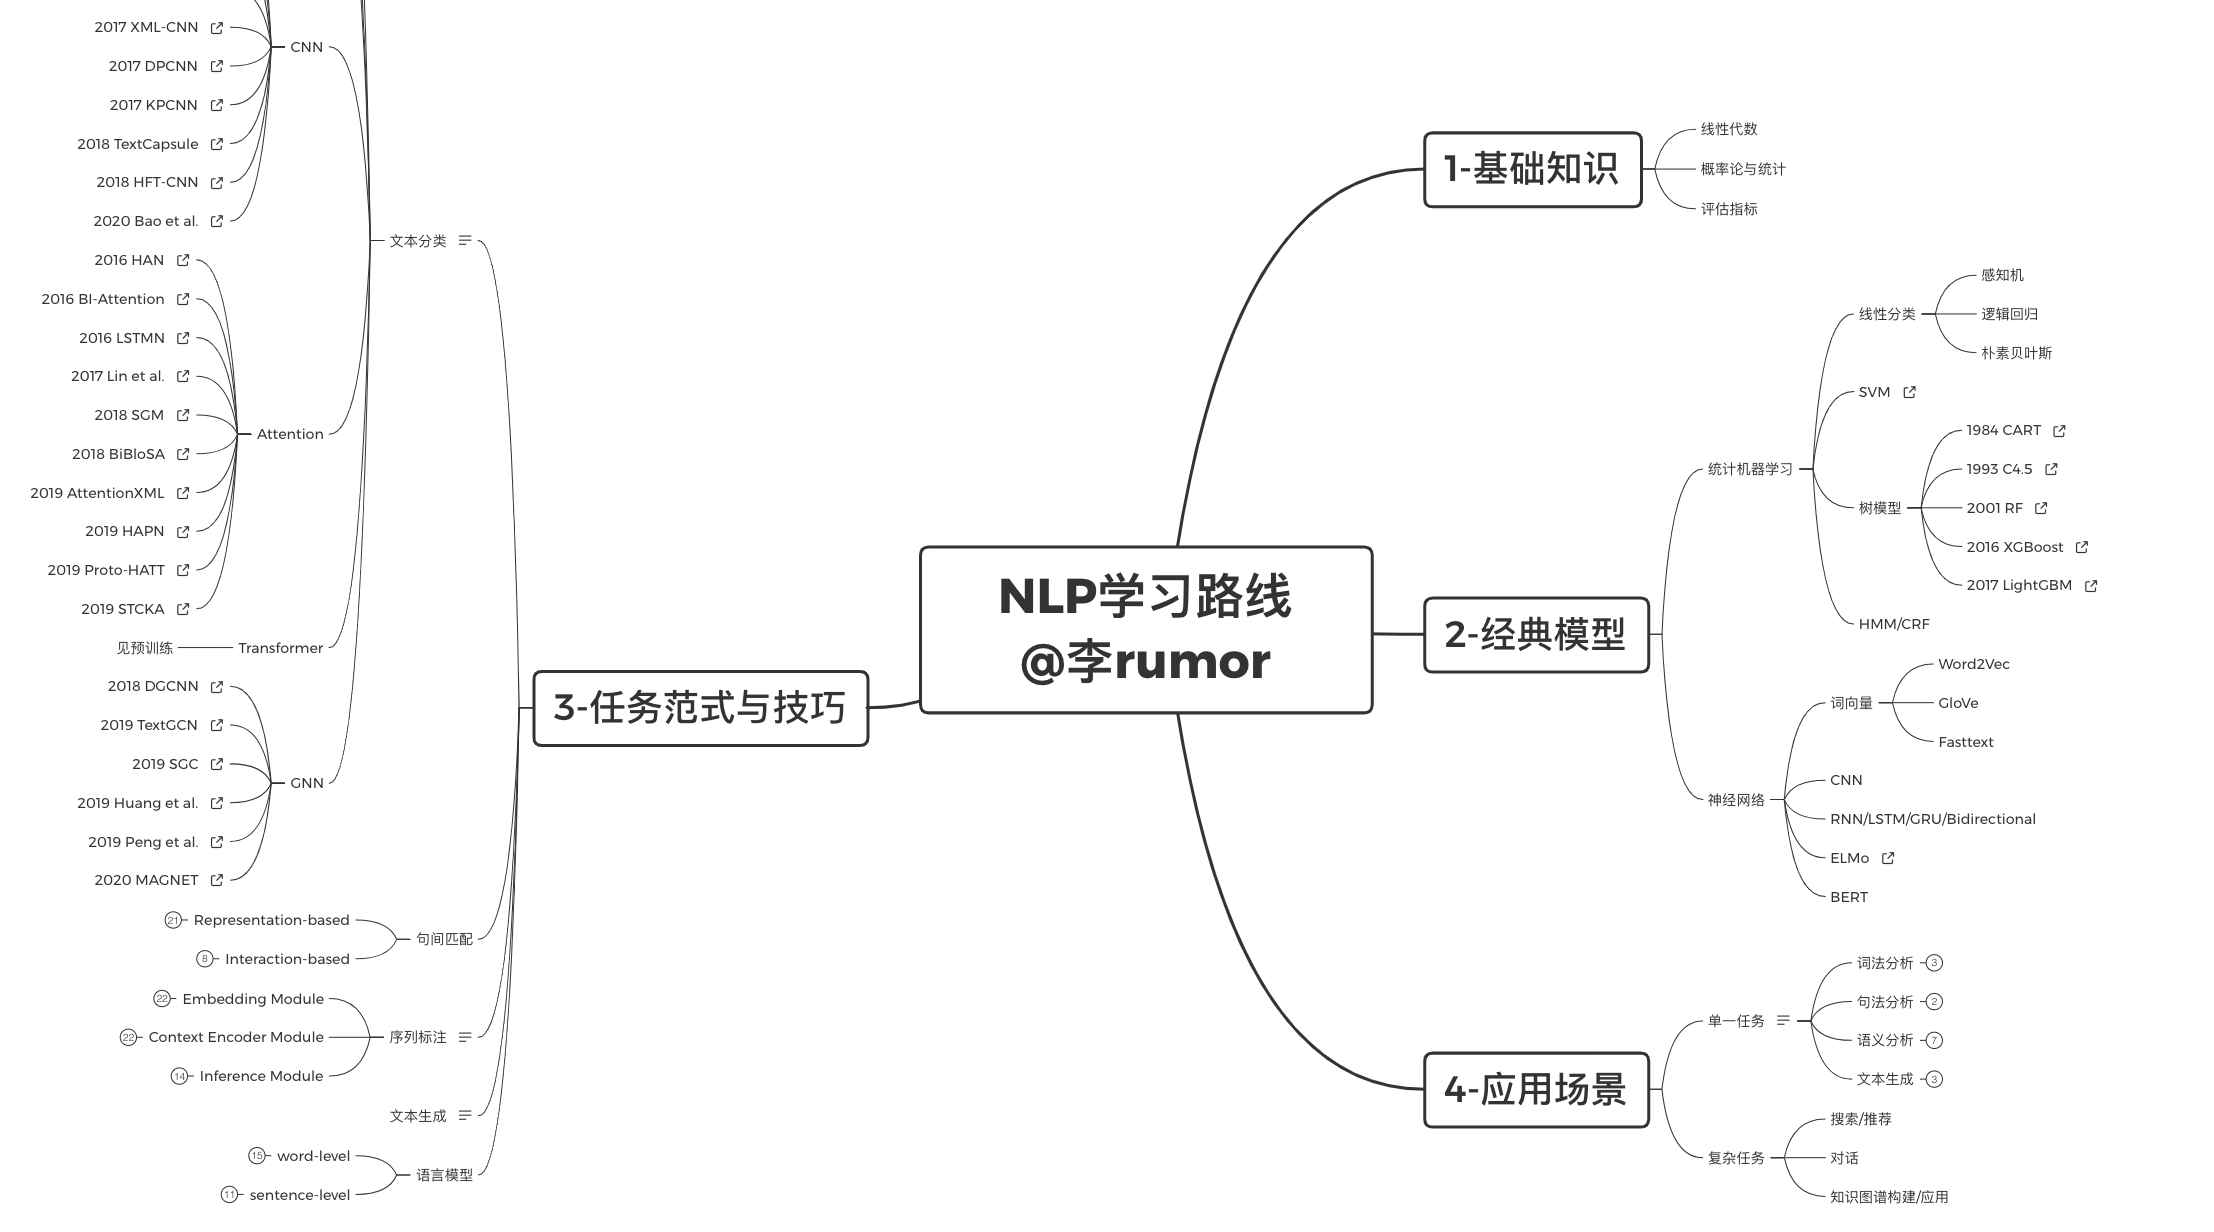 NLP学习路线
@李rumor
1-基础知识
线性代数
概率论与统计
评估指标
2-经典模型
统计机器学习
线性分类
感知机
逻辑回归
朴素贝叶斯
SVM
树模型
1984 CART
1993 C4.5
2001 RF
2016 XGBoost
2017 LightGBM
HMM/CRF
神经网络
词向量
Word2Vec
GloVe
Fasttext
CNN
RNN/LSTM/GRU/Bidirectional
ELMo
BERT
3-任务范式与技巧
文本分类
CNN
2017 XML-CNN
2017 DPCNN
2017 KPCNN
2018 TextCapsule
2018 HFT-CNN
2020 Bao et al.
Attention
2016 HAN
2016 BI-Attention
2016 LSTMN
2017 Lin et al.
2018 SGM
2018 BiBloSA
2019 AttentionXML
2019 HAPN
2019 Proto-HATT
2019 STCKA
Transformer
见预训练
GNN
2018 DGCNN
2019 TextGCN
2019 SGC
2019 Huang et al.
2019 Peng et al.
2020 MAGNET
句间匹配
Representation-based
21
Interaction-based
8
序列标注
Embedding Module
22
Context Encoder Module
22
Inference Module
14
文本生成
语言模型
word-level
15
sentence-level
11
4-应用场景
单一任务
词法分析
3
句法分析
2
语义分析
7
文本生成
3
复杂任务
搜索/推荐
对话
知识图谱构建/应用